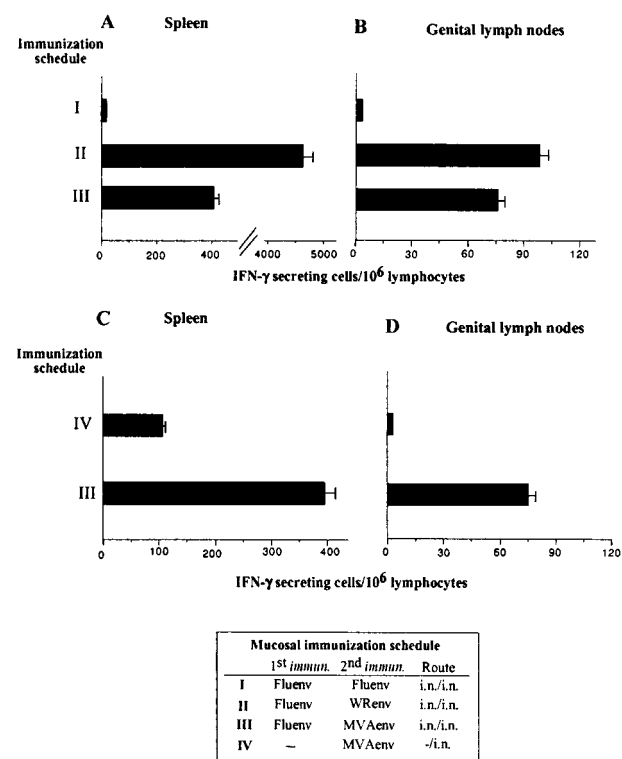 A Spleen
B Genital lymph nodes
Immunization
schedule
I
II
III
0 200 400 4000 5000
0 30 60 90 120
IFN-γ secreting cells/10⁶ lymphocytes
C Spleen
D Genital lymph nodes
Immunization
schedule
IV
III
0 100 200 300 400
0 30 60 90 120
IFN-γ secreting cells/10⁶ lymphocytes
Mucosal immunization schedule
1st immun. 2nd immun. Route
I Fluenv Fluenv i.n./i.n.
II Fluenv WRenv i.n./i.n.
III Fluenv MVAenv i.n./i.n.
IV – MVAenv -/i.n.